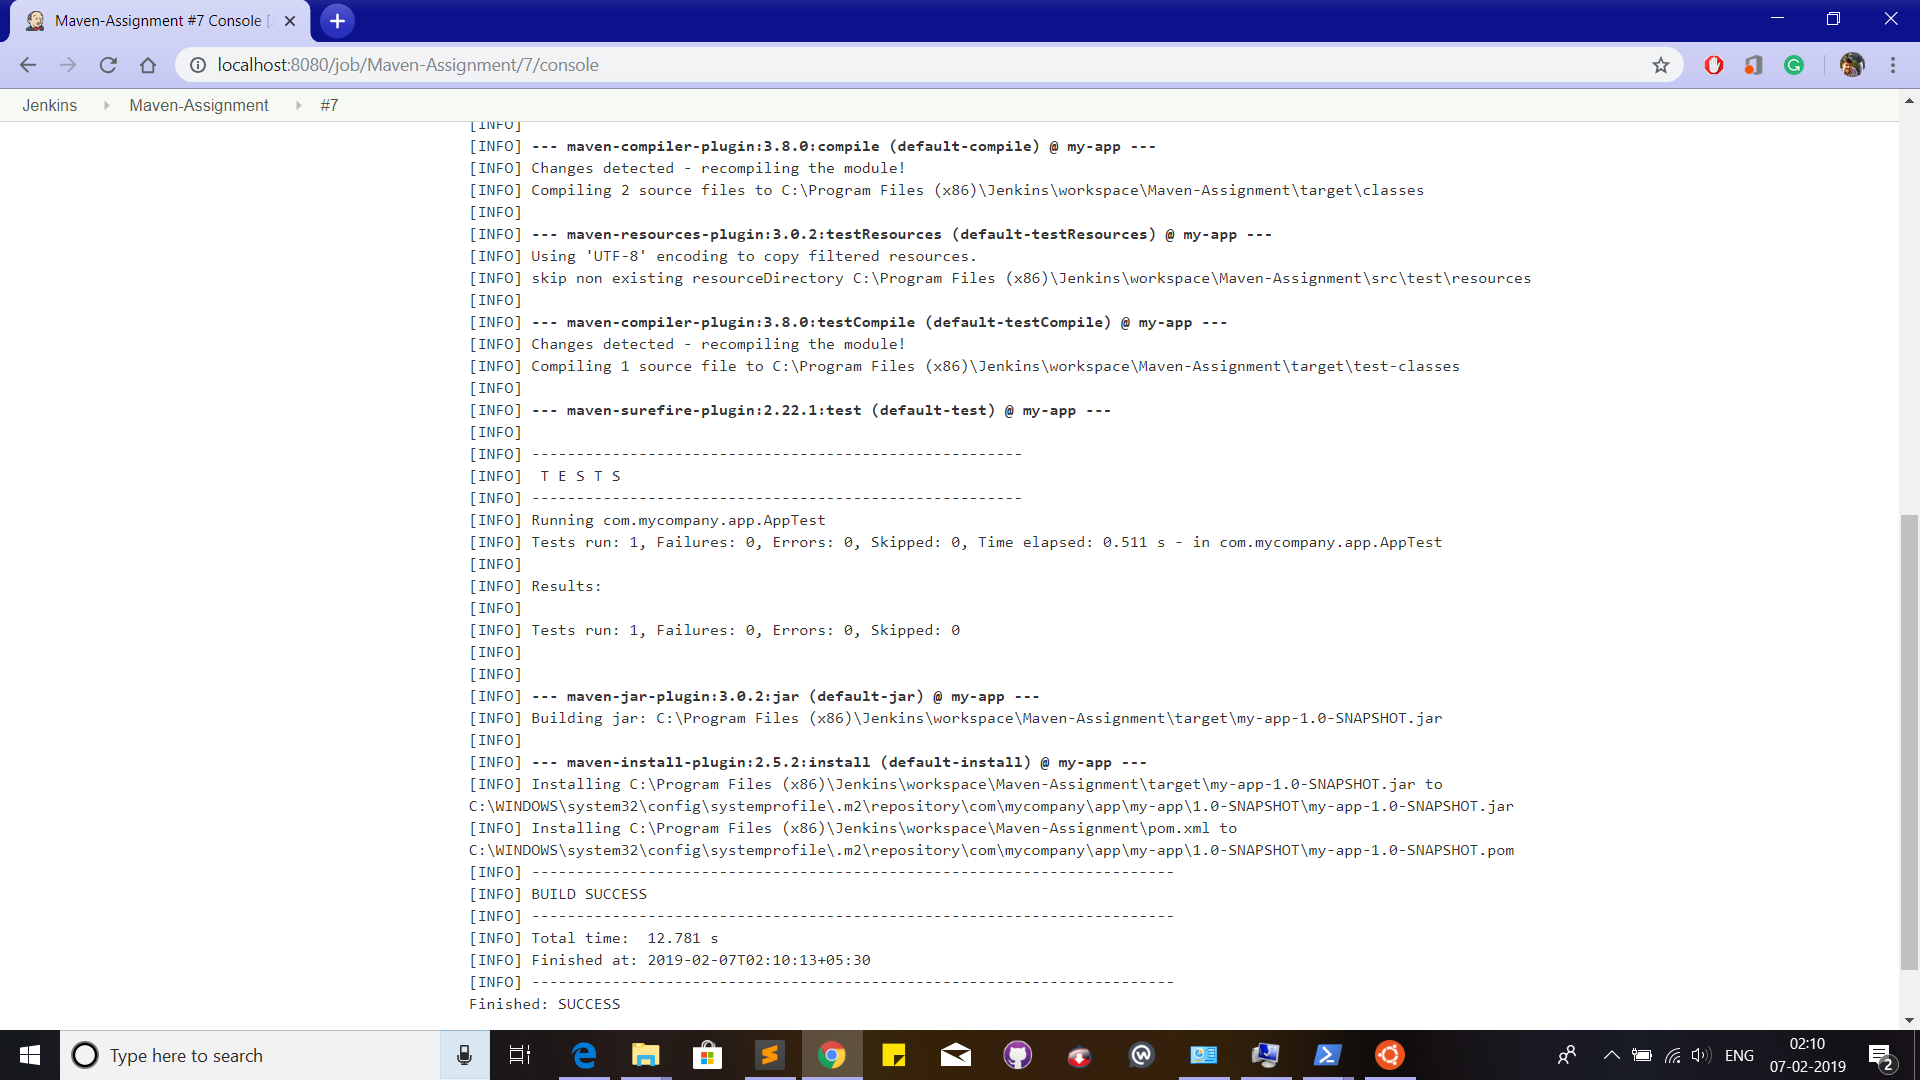 Maven-Assignment #7 Console [
localhost:8080/job/Maven-Assignment/7/console
Jenkins Maven-Assignment #7
[INFO]
[INFO] --- maven-compiler-plugin:3.8.0:compile (default-compile) @ my-app ---
[INFO] Changes detected - recompiling the module!
[INFO] Compiling 2 source files to C:\Program Files (x86)\Jenkins\workspace\Maven-Assignment\target\classes
[INFO]
[INFO] --- maven-resources-plugin:3.0.2:testResources (default-testResources) @ my-app ---
[INFO] Using 'UTF-8' encoding to copy filtered resources.
[INFO] skip non existing resourceDirectory C:\Program Files (x86)\Jenkins\workspace\Maven-Assignment\src\test\resources
[INFO]
[INFO] --- maven-compiler-plugin:3.8.0:testCompile (default-testCompile) @ my-app ---
[INFO] Changes detected - recompiling the module!
[INFO] Compiling 1 source file to C:\Program Files (x86)\Jenkins\workspace\Maven-Assignment\target\test-classes
[INFO]
[INFO] --- maven-surefire-plugin:2.22.1:test (default-test) @ my-app ---
[INFO]
[INFO] -------------------------------------------------------
[INFO]  T E S T S
[INFO] -------------------------------------------------------
[INFO] Running com.mycompany.app.AppTest
[INFO] Tests run: 1, Failures: 0, Errors: 0, Skipped: 0, Time elapsed: 0.511 s - in com.mycompany.app.AppTest
[INFO]
[INFO] Results:
[INFO]
[INFO] Tests run: 1, Failures: 0, Errors: 0, Skipped: 0
[INFO]
[INFO]
[INFO] --- maven-jar-plugin:3.0.2:jar (default-jar) @ my-app ---
[INFO] Building jar: C:\Program Files (x86)\Jenkins\workspace\Maven-Assignment\target\my-app-1.0-SNAPSHOT.jar
[INFO]
[INFO] --- maven-install-plugin:2.5.2:install (default-install) @ my-app ---
[INFO] Installing C:\Program Files (x86)\Jenkins\workspace\Maven-Assignment\target\my-app-1.0-SNAPSHOT.jar to
C:\WINDOWS\system32\config\systemprofile\.m2\repository\com\mycompany\app\my-app\1.0-SNAPSHOT\my-app-1.0-SNAPSHOT.jar
[INFO] Installing C:\Program Files (x86)\Jenkins\workspace\Maven-Assignment\pom.xml to
C:\WINDOWS\system32\config\systemprofile\.m2\repository\com\mycompany\app\my-app\1.0-SNAPSHOT\my-app-1.0-SNAPSHOT.pom
[INFO] ------------------------------------------------------------------------
[INFO] BUILD SUCCESS
[INFO] ------------------------------------------------------------------------
[INFO] Total time:  12.781 s
[INFO] Finished at: 2019-02-07T02:10:13+05:30
[INFO] ------------------------------------------------------------------------
Finished: SUCCESS
Type here to search
ENG
02:10
07-02-2019
2